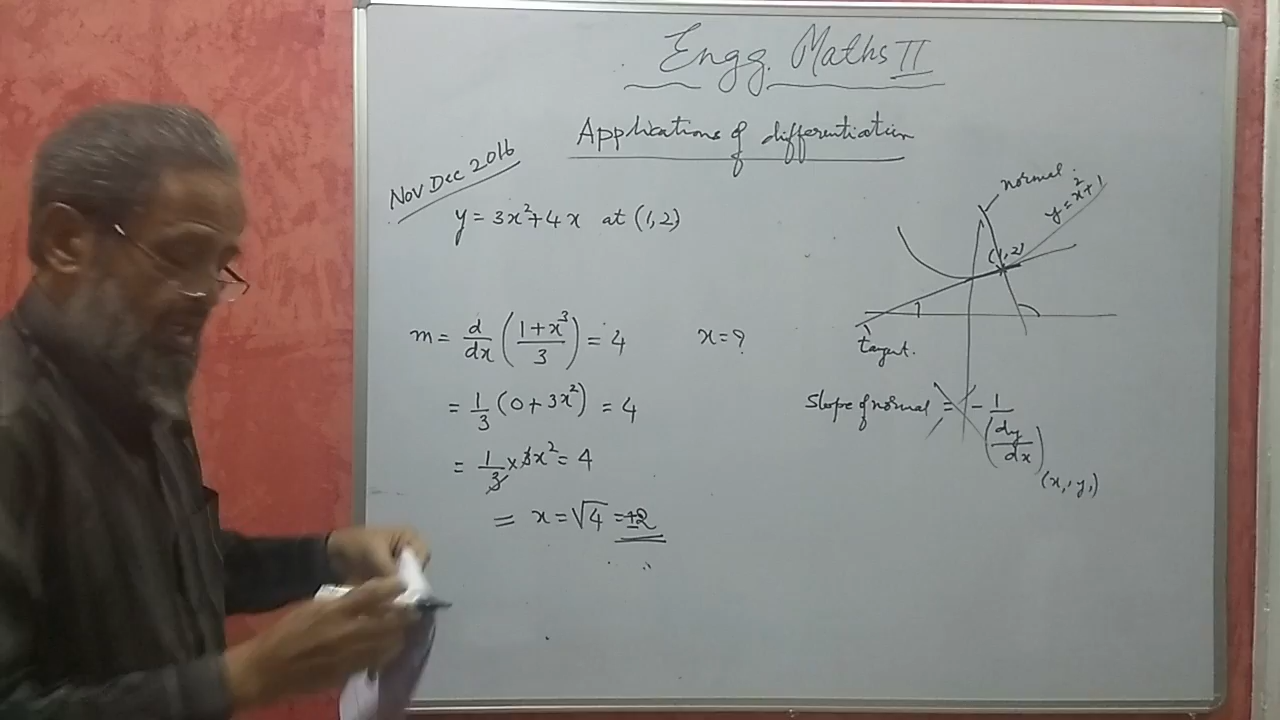 Engg. Maths II
Applications of differentiation
Nov Dec 2016
y = 3x²+4x at (1,2)
m = d/dx (1+x³/3) = 4 x = ?
= 1/3 (0+3x²) = 4
= 1/3 × 3x² = 4
= x = √4 = ±2
normal
y = x²+1
(1,2)
tangent.
Slope of normal = -1/(dy/dx)
(x₁, y₁)